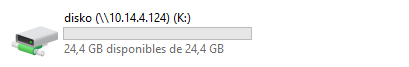 disko (\\10.14.4.124) (K:)
24,4 GB disponibles de 24,4 GB